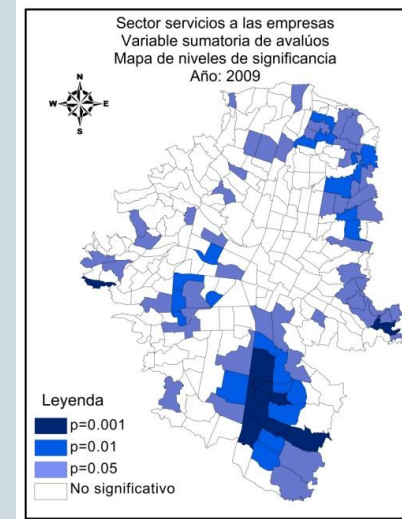 Sector servicios a las empresas
Variable sumatoria de avalúos
Mapa de niveles de significancia
Año: 2009
N
W E
S
Leyenda
p=0.001
p=0.01
p=0.05
No significativo